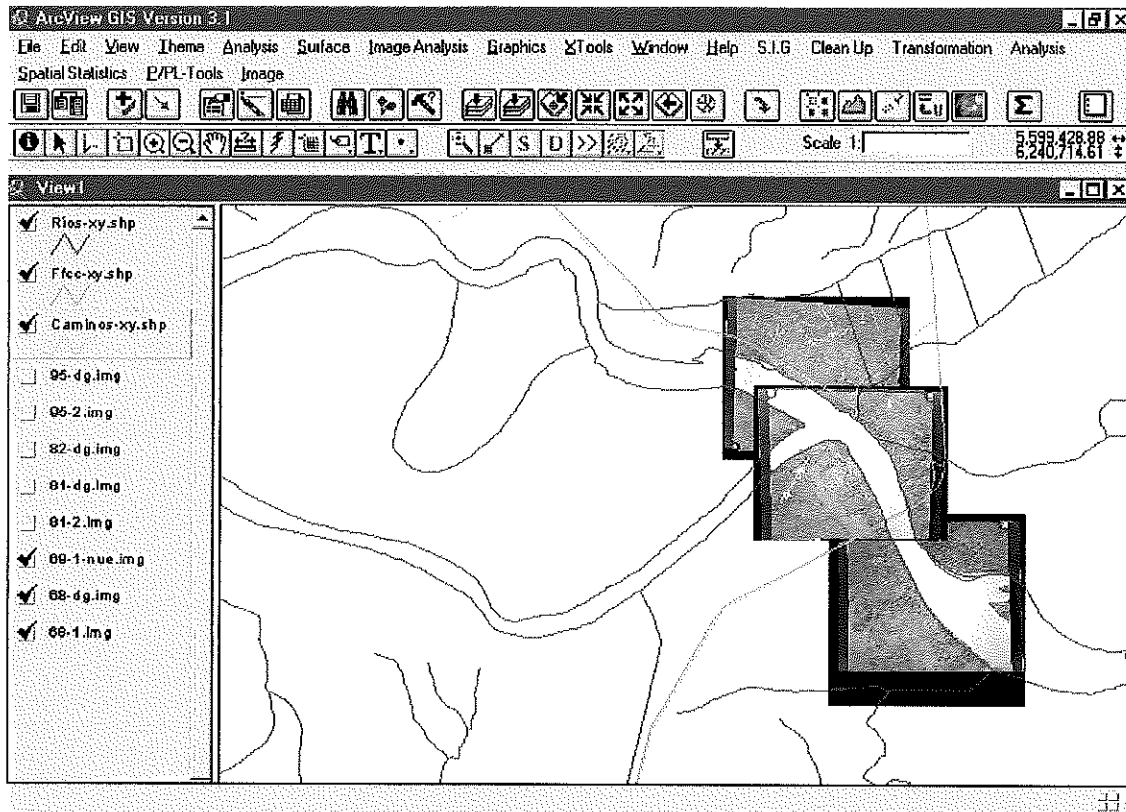 ArcView GIS Version 3.1
File Edit View Theme Analysis Surface Image Analysis Graphics XTools Window Help S.I.G Clean Up Transformation Analysis
Spatial Statistics P/PL-Tools Image
Scale 1:
5,599,428.88
6,240,714.61
View1
Rios-xy.shp
Ffcc-xy.shp
Caminos-xy.shp
95-dg.img
95-2.img
82-dg.img
81-dg.img
81-2.img
69-1-nue.img
68-dg.img
68-1.img